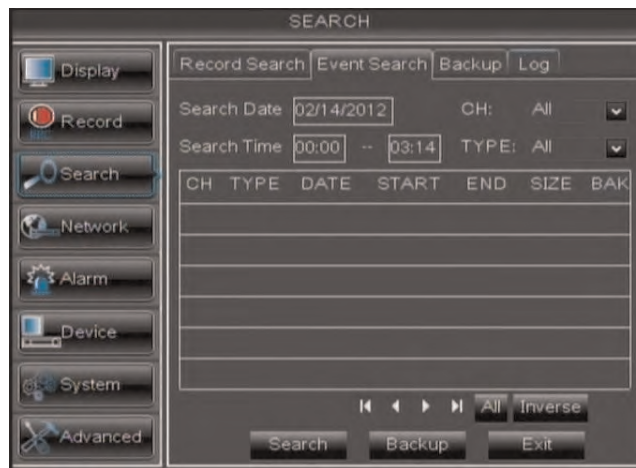 SEARCH
Display
Record
REC
Search
Network
Alarm
Device
System
Advanced
Record Search Event Search Backup Log
Search Date 02/14/2012 CH: All
Search Time 00:00 -- 03:14 TYPE: All
CH TYPE DATE START END SIZE BAK
All Inverse
Search Backup Exit